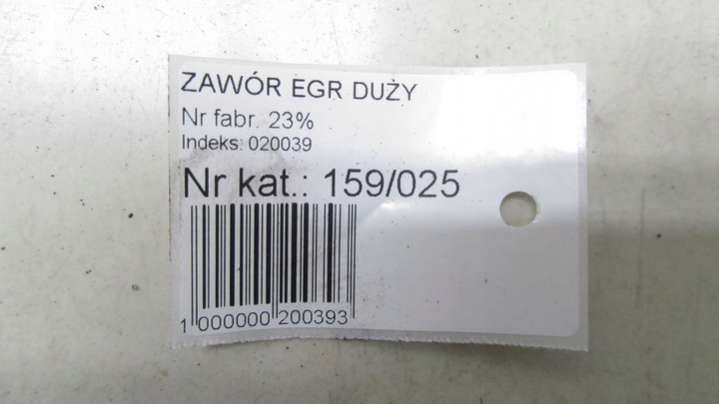 ZAWÓR EGR DUŻY
Nr fabr. 23%
Indeks: 020039
Nr kat.: 159/025
1 000000 200393